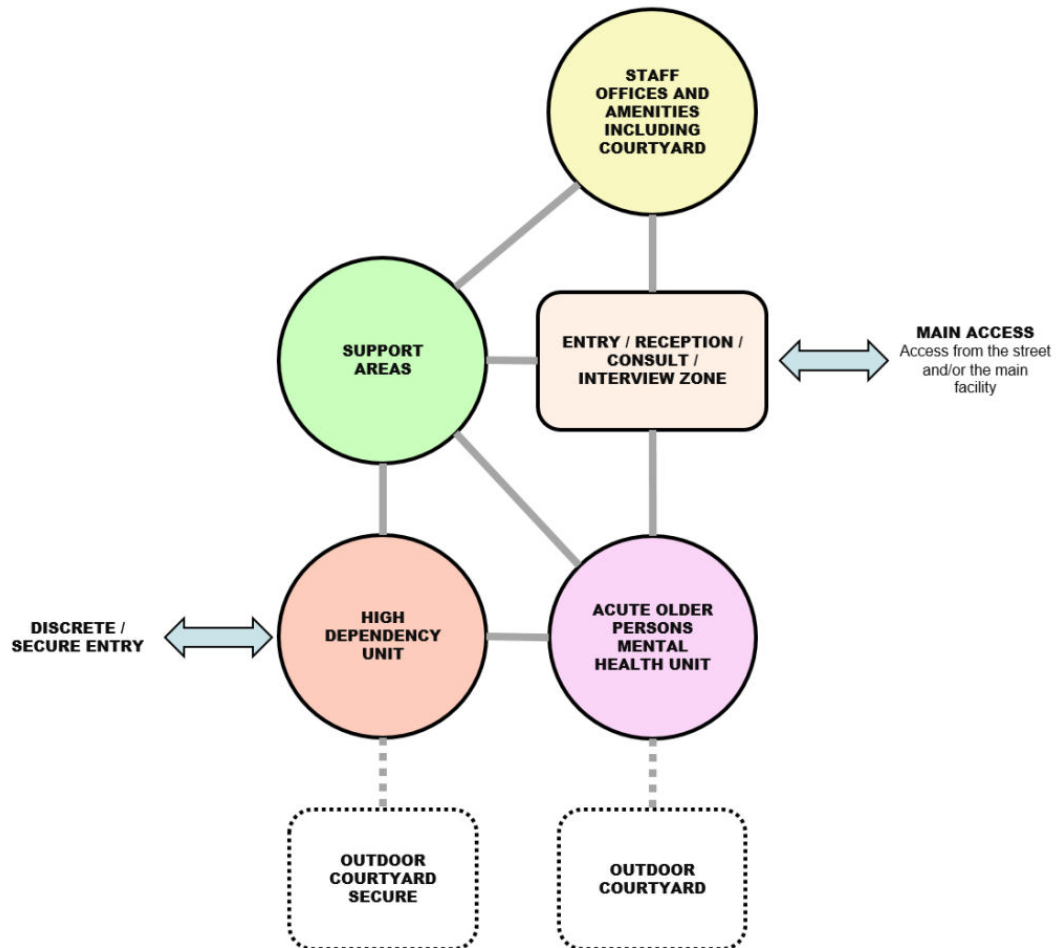 STAFF
OFFICES AND
AMENITIES
INCLUDING
COURTYARD
SUPPORT
AREAS
ENTRY / RECEPTION /
CONSULT /
INTERVIEW ZONE
MAIN ACCESS
Access from the street
and/or the main
facility
DISCRETE /
SECURE ENTRY
HIGH
DEPENDENCY
UNIT
ACUTE OLDER
PERSONS
MENTAL
HEALTH UNIT
OUTDOOR
COURTYARD
SECURE
OUTDOOR
COURTYARD